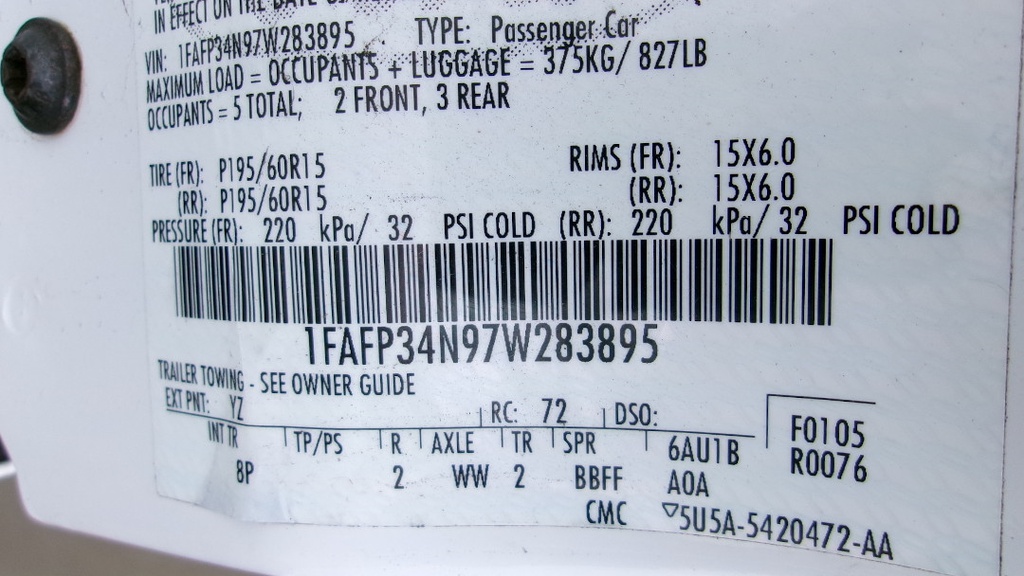 IN EFFECT ON THE DATE
VIN: 1FAFP34N97W283895 TYPE: Passenger Car
MAXIMUM LOAD = OCCUPANTS + LUGGAGE = 375KG/ 827LB
OCCUPANTS = 5 TOTAL; 2 FRONT, 3 REAR
TIRE (FR): P195/60R15 RIMS (FR): 15X6.0
(RR): P195/60R15 (RR): 15X6.0
PRESSURE (FR): 220 kPa/ 32 PSI COLD (RR): 220 kPa/ 32 PSI COLD
1FAFP34N97W283895
TRAILER TOWING - SEE OWNER GUIDE
EXT PNT: YZ RC: 72 DSO: F0105
INT TR TP/PS R AXLE TR SPR 6AU1B R0076
8P 2 WW 2 BBFF A0A
CMC ▽5U5A-5420472-AA